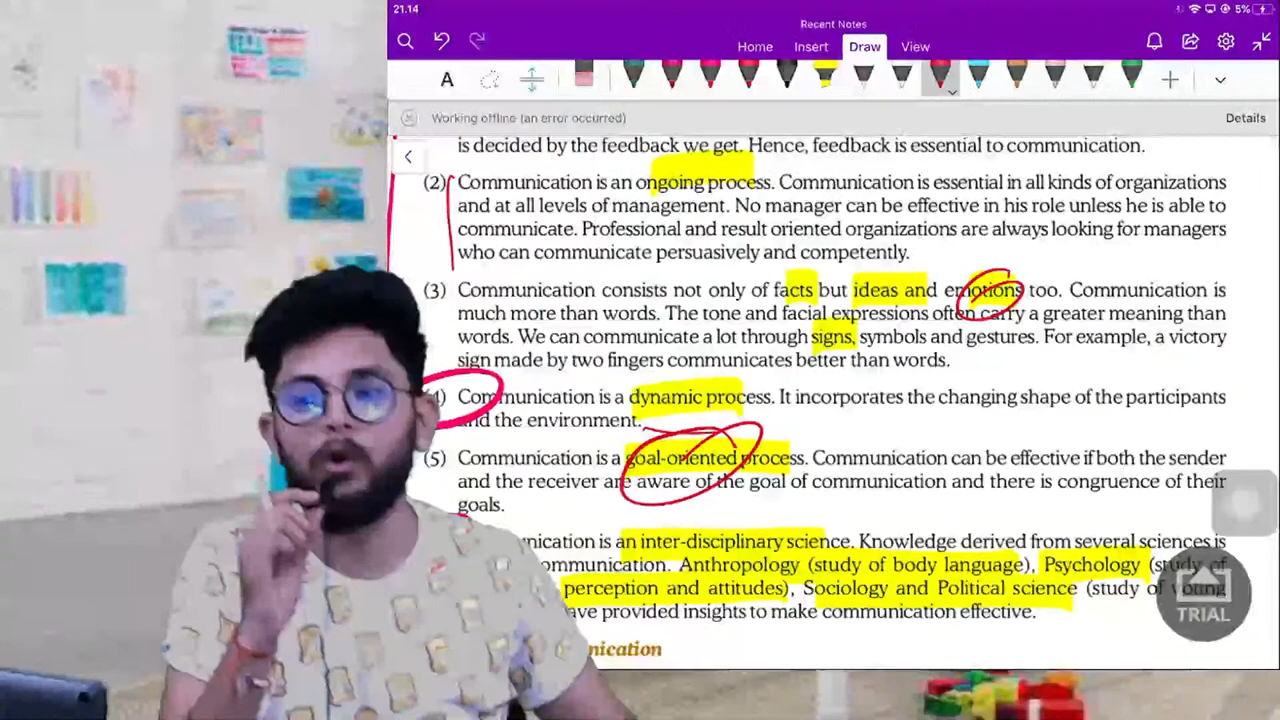 21.14
5%
Recent Notes
Home Insert Draw View
A
Working offline (an error occurred)
Details
is decided by the feedback we get. Hence, feedback is essential to communication.
(2) Communication is an ongoing process. Communication is essential in all kinds of organizations
and at all levels of management. No manager can be effective in his role unless he is able to
communicate. Professional and result oriented organizations are always looking for managers
who can communicate persuasively and competently.
(3) Communication consists not only of facts but ideas and emotions too. Communication is
much more than words. The tone and facial expressions often carry a greater meaning than
words. We can communicate a lot through signs, symbols and gestures. For example, a victory
sign made by two fingers communicates better than words.
(4) Communication is a dynamic process. It incorporates the changing shape of the participants
and the environment.
(5) Communication is a goal-oriented process. Communication can be effective if both the sender
and the receiver are aware of the goal of communication and there is congruence of their
goals.
nication is an inter-disciplinary science. Knowledge derived from several sciences is
ommunication. Anthropology (study of body language), Psychology (study of
perception and attitudes), Sociology and Political science (study of voting
ave provided insights to make communication effective.
nication
TRIAL